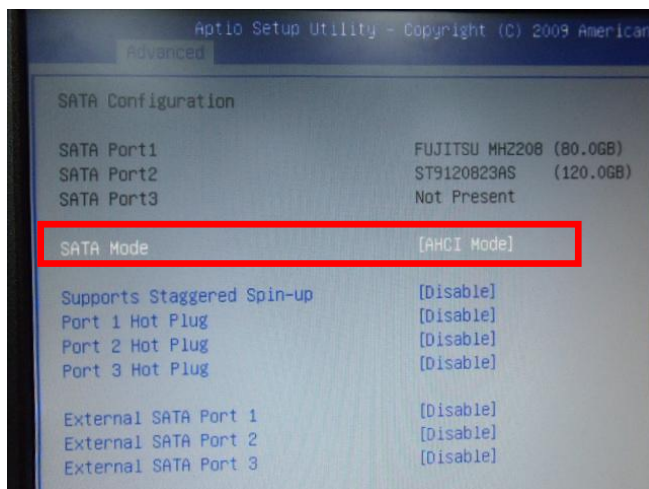 Aptio Setup Utility - Copyright (C) 2009 American
Advanced
SATA Configuration
SATA Port1 FUJITSU MHZ208 (80.0GB)
SATA Port2 ST9120823AS (120.0GB)
SATA Port3 Not Present
SATA Mode [AHCI Mode]
Supports Staggered Spin-up [Disable]
Port 1 Hot Plug [Disable]
Port 2 Hot Plug [Disable]
Port 3 Hot Plug [Disable]
External SATA Port 1 [Disable]
External SATA Port 2 [Disable]
External SATA Port 3 [Disable]